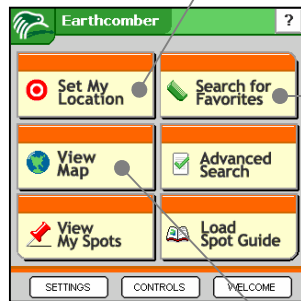 Earthcomber ?
Set My
Location
Search for
Favorites
View
Map
Advanced
Search
View
My Spots
Load
Spot Guide
SETTINGS CONTROLS WELCOME